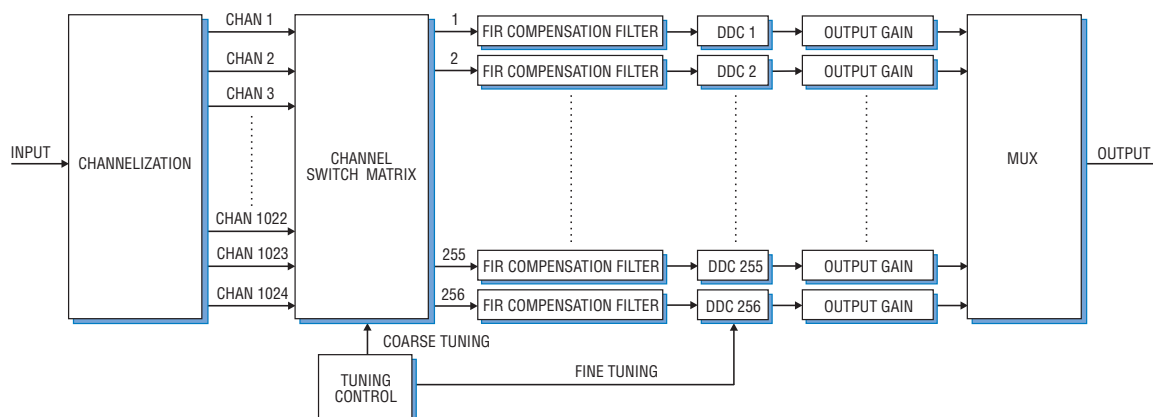 CHAN 1
CHAN 2
CHAN 3
CHAN 1022
CHAN 1023
CHAN 1024
INPUT
CHANNELIZATION
CHANNEL
SWITCH MATRIX
1
2
255
256
FIR COMPENSATION FILTER
DDC 1
OUTPUT GAIN
FIR COMPENSATION FILTER
DDC 2
OUTPUT GAIN
FIR COMPENSATION FILTER
DDC 255
OUTPUT GAIN
FIR COMPENSATION FILTER
DDC 256
OUTPUT GAIN
MUX
OUTPUT
COARSE TUNING
TUNING
CONTROL
FINE TUNING